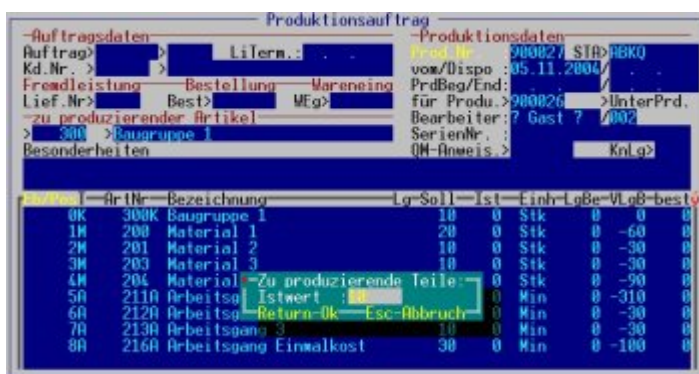 Produktionsauftrag
Auftragsdaten Produktionsdaten
Auftrag> > LiTerm.: . . Prod.Nr 900027 STA>ABKQ
Kd.Nr. > > vom/Dispo :05.11.2004/ . .
Fremdleistung Bestellung Wareneing PrdBeg/End: . . / . .
Lief.Nr> Best> WEg> für Produ.>900026 >UnterPrd.
zu produzierender Artikel Bearbeiter:? Gast ? /002
> 300 >Baugruppe 1 SerienNr. :
Besonderheiten QM-Anweis.> KnLg>
Eb/Pos ArtNr Bezeichnung Lg-Soll Ist Einh LgBe VLgB best
0K 300K Baugruppe 1 10 0 Stk 0 0 0
1M 200 Material 1 20 0 Stk 0 -60 0
2M 201 Material 2 10 0 Stk 0 -30 0
3M 203 Material 3 10 0 Stk 0 -30 0
4M 204 Material 0 Stk 0 -90 0
Zu produzierende Teile:
5A 211A Arbeitsg Istwert :10 0 Min 0 -310 0
6A 212A Arbeitsg Return-Ok Esc-Abbruch 0 Min 0 -30 0
7A 213A Arbeitsgang 3 10 0 Min 0 -30 0
8A 216A Arbeitsgang Einmalkost 30 0 Min 0 -100 0